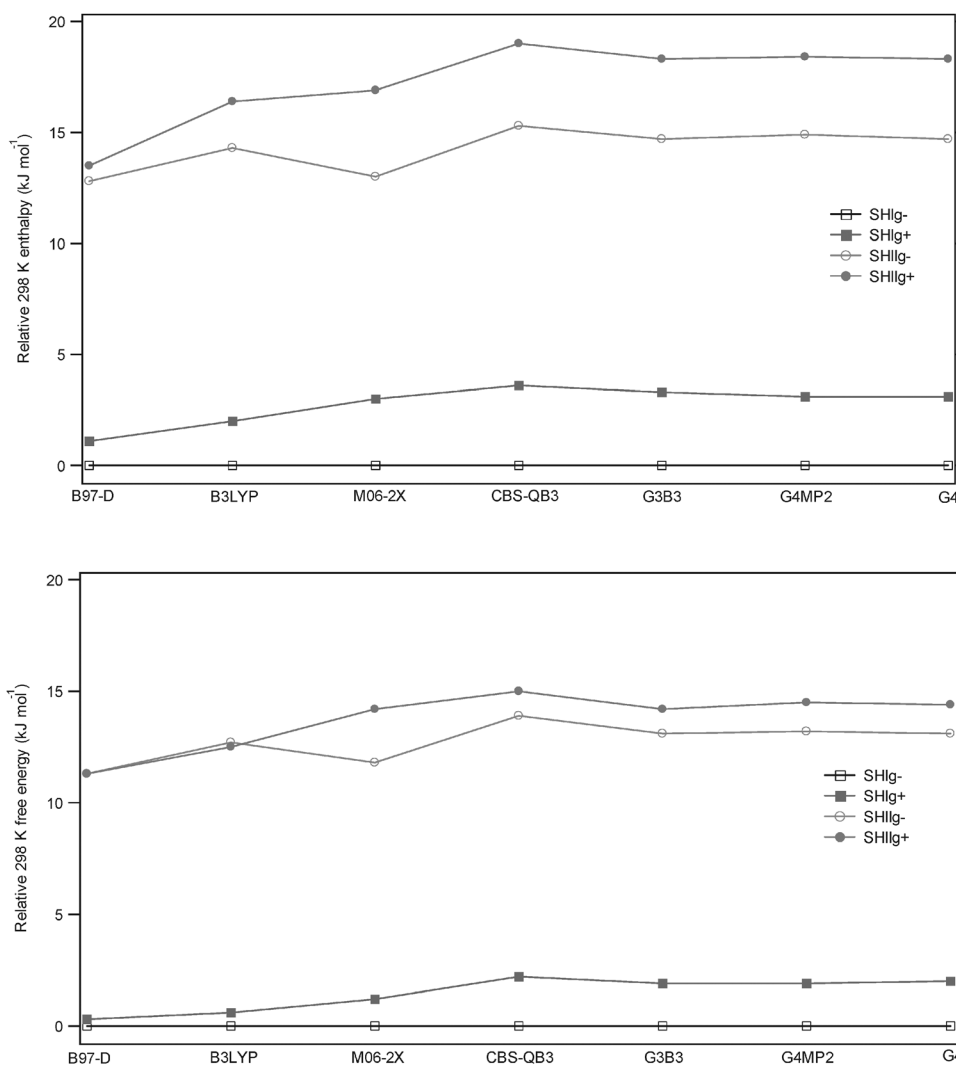 20
15
10
5
0
Relative 298 K enthalpy (kJ mol-1)
SHIg-
SHIg+
SHIIg-
SHIIg+
B97-D B3LYP M06-2X CBS-QB3 G3B3 G4MP2 G4
20
15
10
5
0
Relative 298 K free energy (kJ mol-1)
SHIg-
SHIg+
SHIIg-
SHIIg+
B97-D B3LYP M06-2X CBS-QB3 G3B3 G4MP2 G4